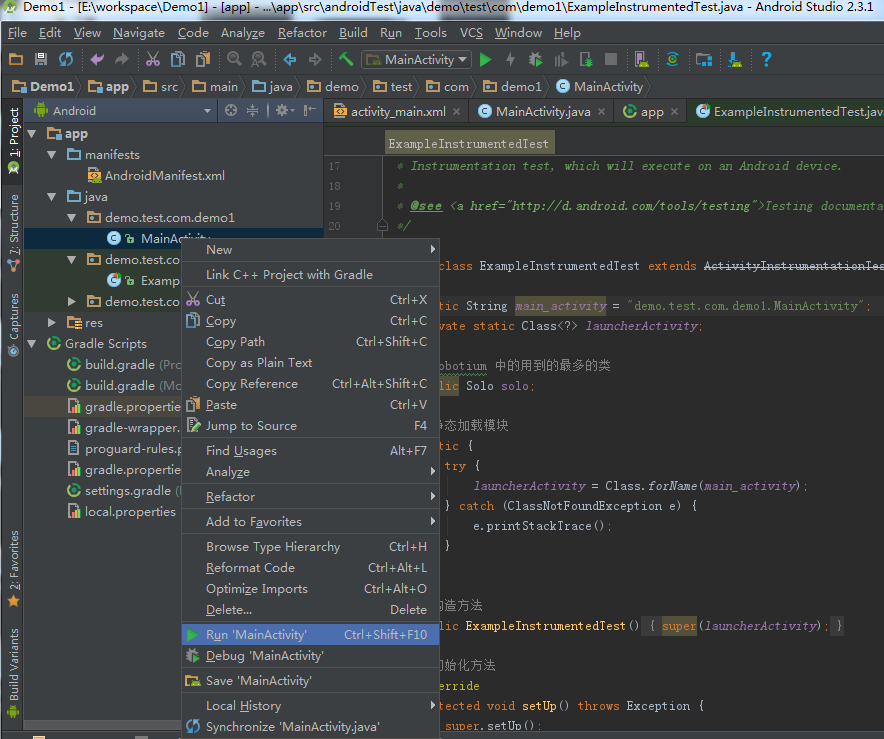 Demo1 - [E:\workspace\Demo1] - [app] - ...\app\src\androidTest\java\demo\test\com\demo1\ExampleInstrumentedTest.java - Android Studio 2.3.1
File Edit View Navigate Code Analyze Refactor Build Run Tools VCS Window Help
MainActivity
Demo1 app src main java demo test com demo1 MainActivity
Android
activity_main.xml MainActivity.java app ExampleInstrumentedTest.jav
1: Project
7: Structure
Captures
2: Favorites
Build Variants
app
manifests
AndroidManifest.xml
java
demo.test.com.demo1
MainActivity
demo.test.co
Examp
demo.test.co
res
Gradle Scripts
build.gradle (Pro
build.gradle (Mo
gradle.propertie
gradle-wrapper.
proguard-rules.p
gradle.propertie
settings.gradle (
local.properties
New
Link C++ Project with Gradle
Cut Ctrl+X
Copy Ctrl+C
Copy Path Ctrl+Shift+C
Copy as Plain Text
Copy Reference Ctrl+Alt+Shift+C
Paste Ctrl+V
Jump to Source F4
Find Usages Alt+F7
Analyze
Refactor
Add to Favorites
Browse Type Hierarchy Ctrl+H
Reformat Code Ctrl+Alt+L
Optimize Imports Ctrl+Alt+O
Delete... Delete
Run 'MainActivity' Ctrl+Shift+F10
Debug 'MainActivity'
Save 'MainActivity'
Local History
Synchronize 'MainActivity.java'
ExampleInstrumentedTest
17 * Instrumentation test, which will execute on an Android device.
18 *
19 * @see <a href="http://d.android.com/tools/testing">Testing documenta
20 */
class ExampleInstrumentedTest extends ActivityInstrumentationTes
tic String main_activity = "demo.test.com.demo1.MainActivity";
vate static Class<?> launcherActivity;
obotium 中的用到的最多的类
lic Solo solo;
静态加载模块
tic {
try {
launcherActivity = Class.forName(main_activity);
} catch (ClassNotFoundException e) {
e.printStackTrace();
}
构造方法
lic ExampleInstrumentedTest() { super(launcherActivity); }
初始化方法
erride
tected void setUp() throws Exception {
super.setUp();